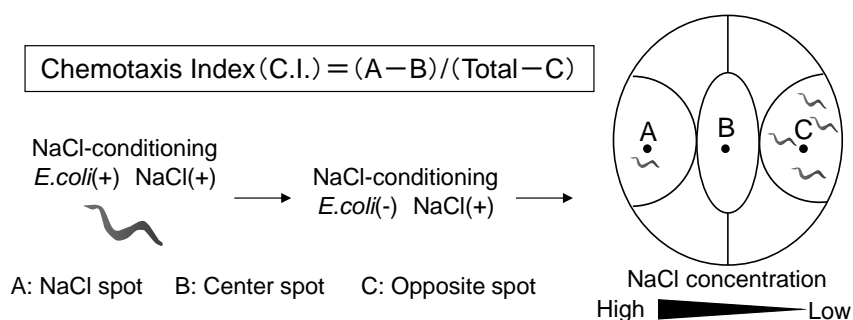 Chemotaxis Index(C.I.)=(A−B)/(Total−C)
NaCl-conditioning
E.coli(+) NaCl(+)
NaCl-conditioning
E.coli(-) NaCl(+)
A
B
C
A: NaCl spot B: Center spot C: Opposite spot
NaCl concentration
High Low